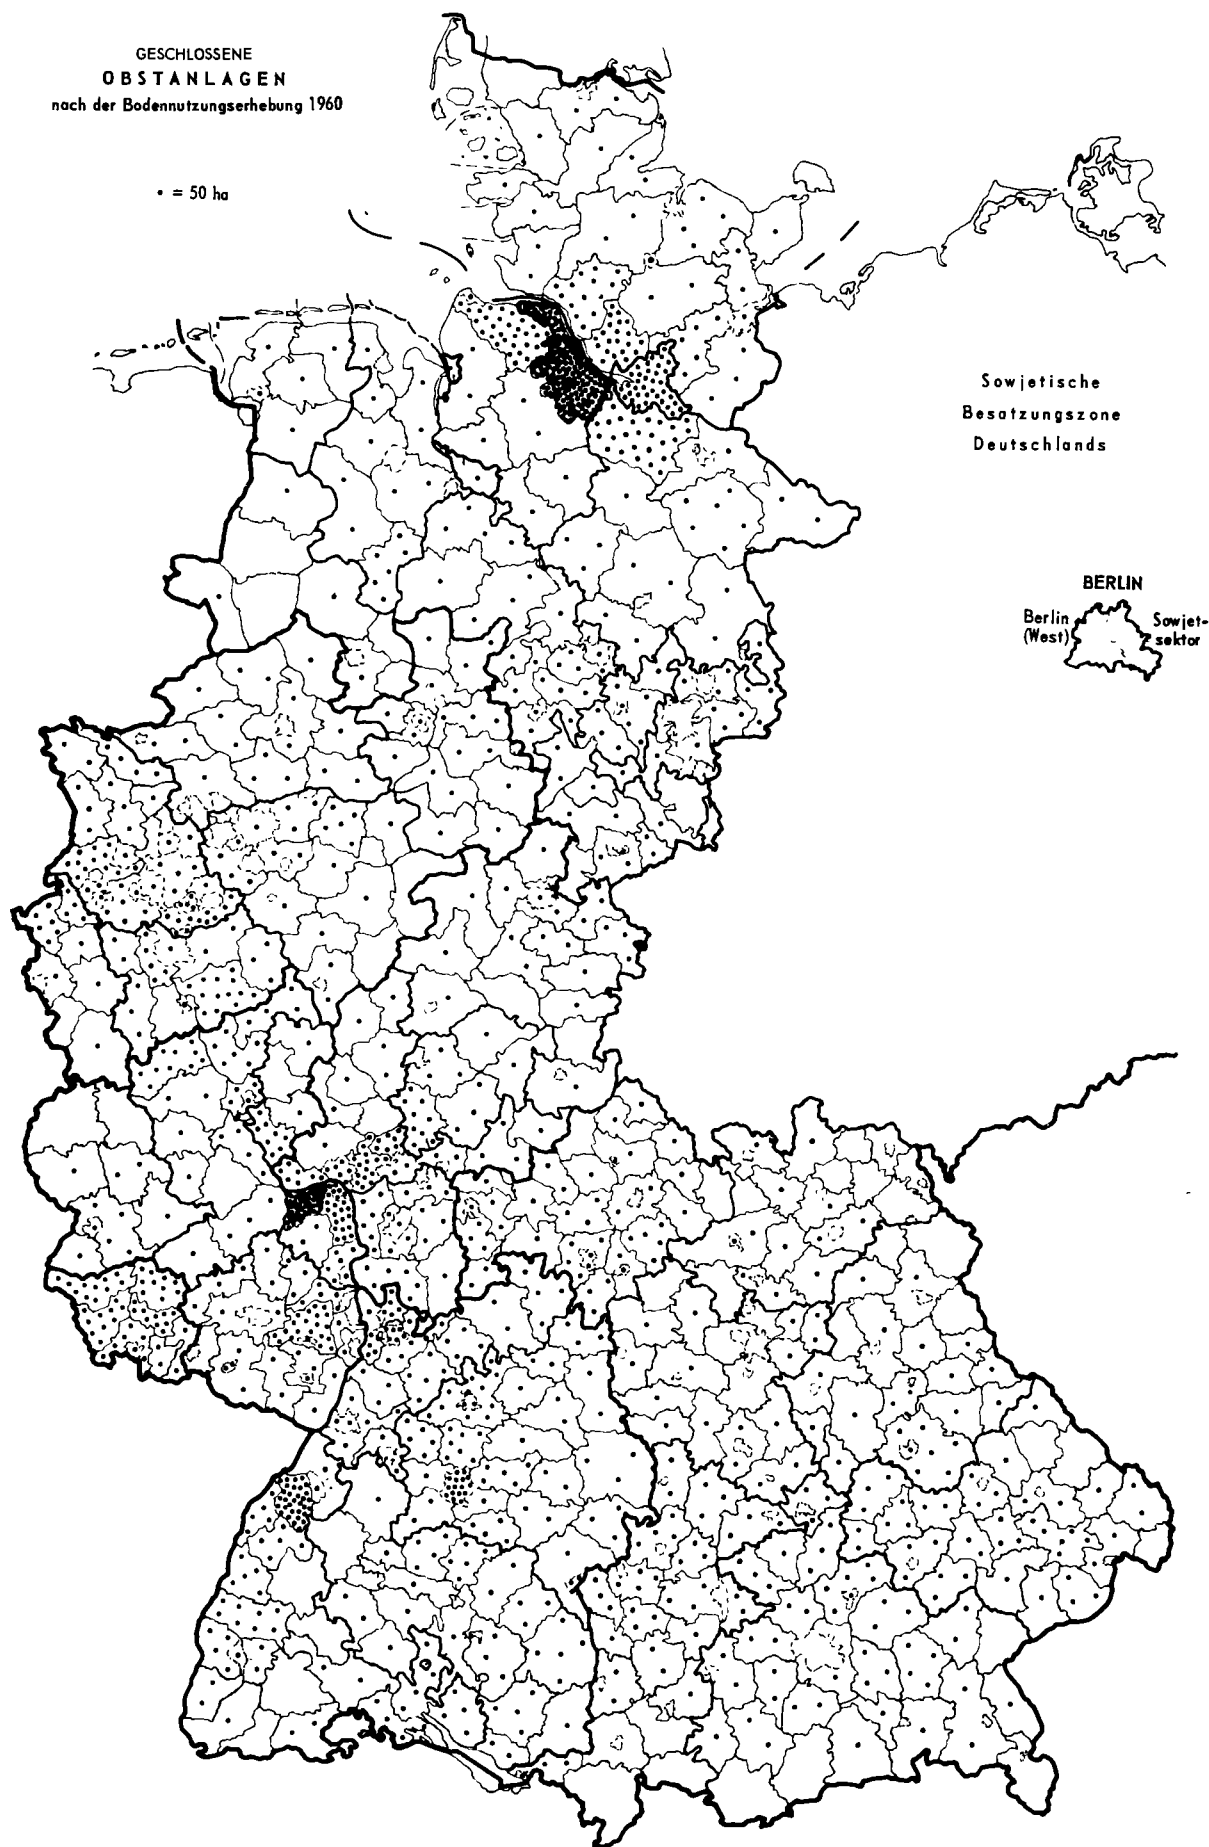 GESCHLOSSENE
OBSTANLAGEN
nach der Bodennutzungserhebung 1960
• = 50 ha
Sowjetische
Besatzungszone
Deutschlands
BERLIN
Berlin
(West)
Sowjet-
sektor